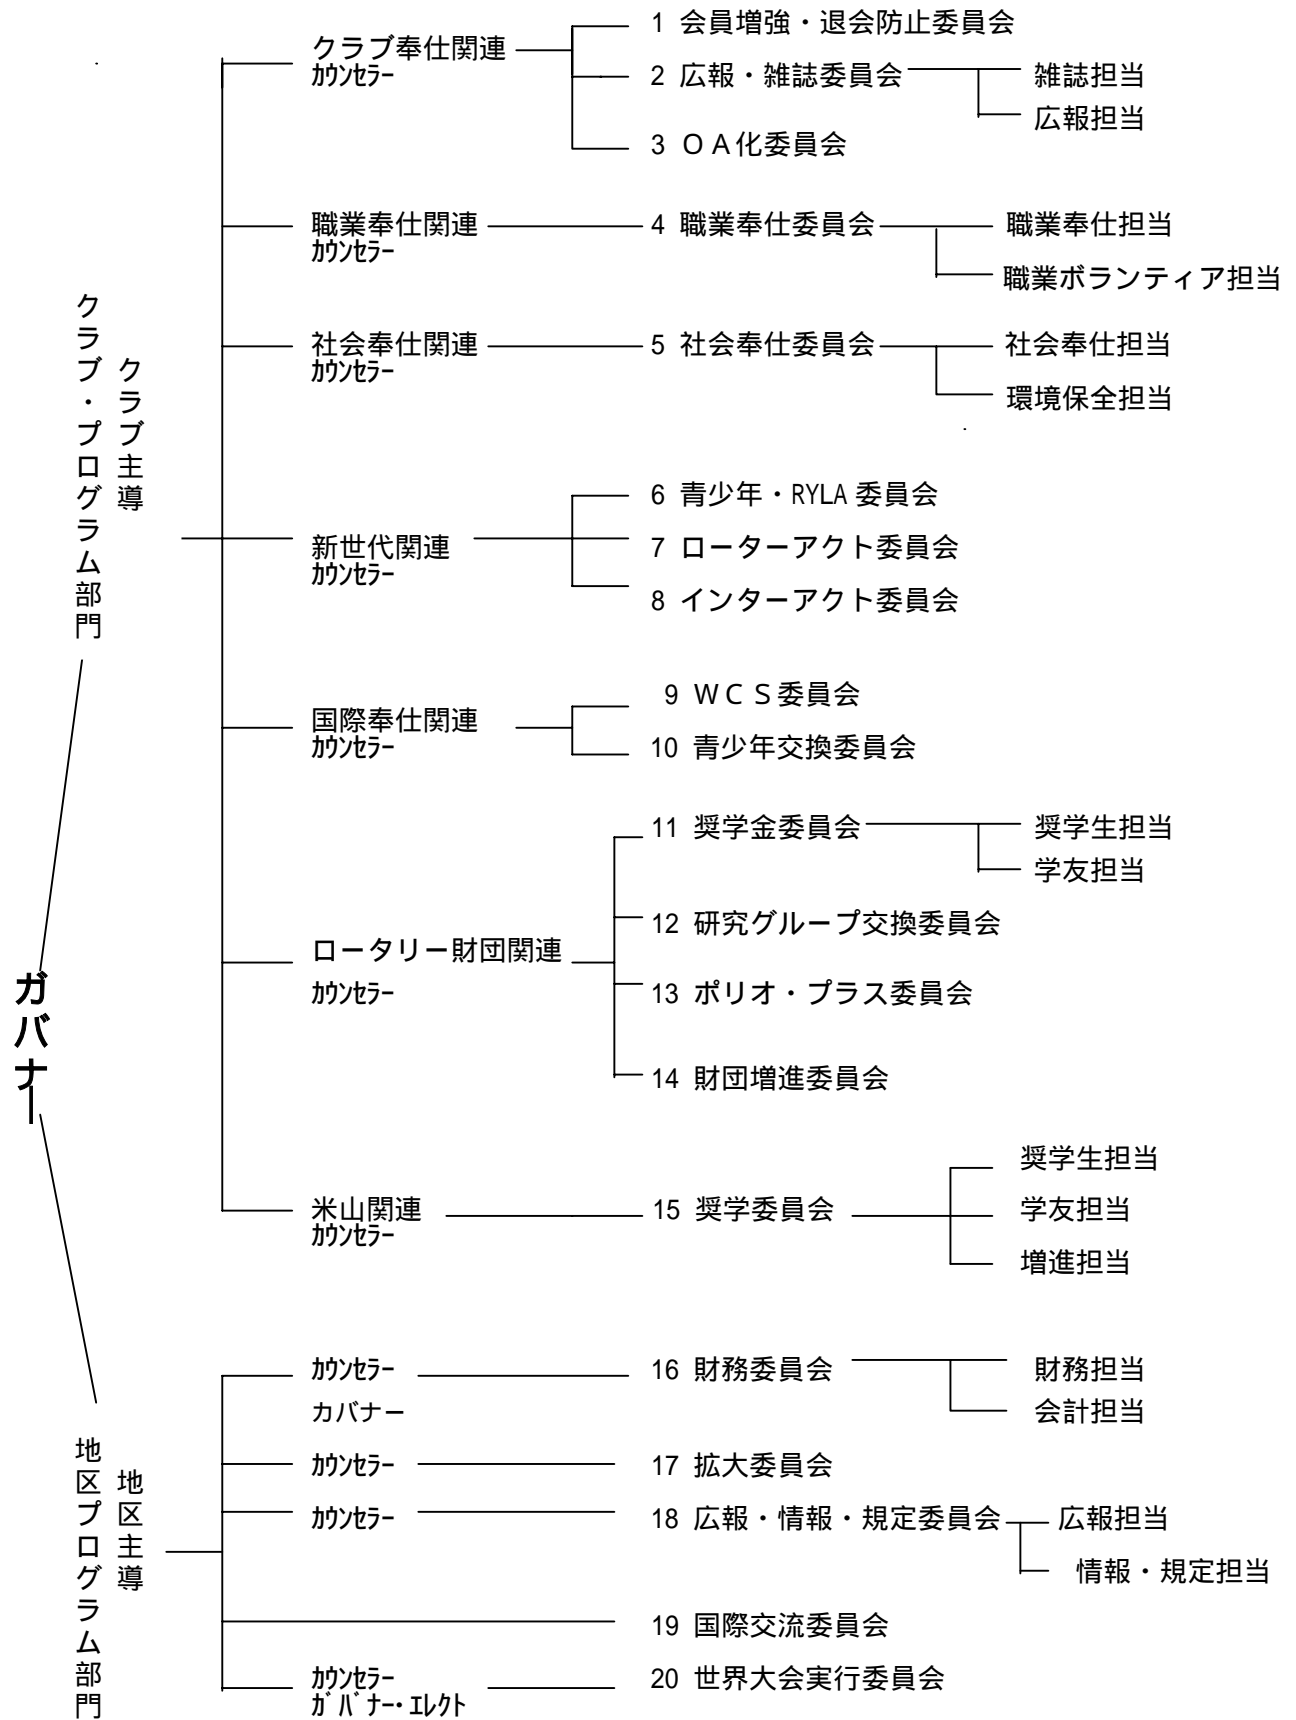 ガバナー
クラブ・プログラム部門
クラブ主導
クラブ奉仕関連
ｶｳﾝｾﾗｰ
1 会員増強・退会防止委員会
2 広報・雑誌委員会
雑誌担当
広報担当
3 ＯＡ化委員会
職業奉仕関連
ｶｳﾝｾﾗｰ
4 職業奉仕委員会
職業奉仕担当
職業ボランティア担当
社会奉仕関連
ｶｳﾝｾﾗｰ
5 社会奉仕委員会
社会奉仕担当
環境保全担当
新世代関連
ｶｳﾝｾﾗｰ
6 青少年・RYLA 委員会
7 ローターアクト委員会
8 インターアクト委員会
国際奉仕関連
ｶｳﾝｾﾗｰ
9 ＷＣＳ委員会
10 青少年交換委員会
ロータリー財団関連
ｶｳﾝｾﾗｰ
11 奨学金委員会
奨学生担当
学友担当
12 研究グループ交換委員会
13 ポリオ・プラス委員会
14 財団増進委員会
米山関連
ｶｳﾝｾﾗｰ
15 奨学委員会
奨学生担当
学友担当
増進担当
地区プログラム部門
地区主導
ｶｳﾝｾﾗｰ
カバナー
16 財務委員会
財務担当
会計担当
ｶｳﾝｾﾗｰ
17 拡大委員会
ｶｳﾝｾﾗｰ
18 広報・情報・規定委員会
広報担当
情報・規定担当
19 国際交流委員会
ｶｳﾝｾﾗｰ
ｶﾞﾊﾞﾅｰ・ｴﾚｸﾄ
20 世界大会実行委員会